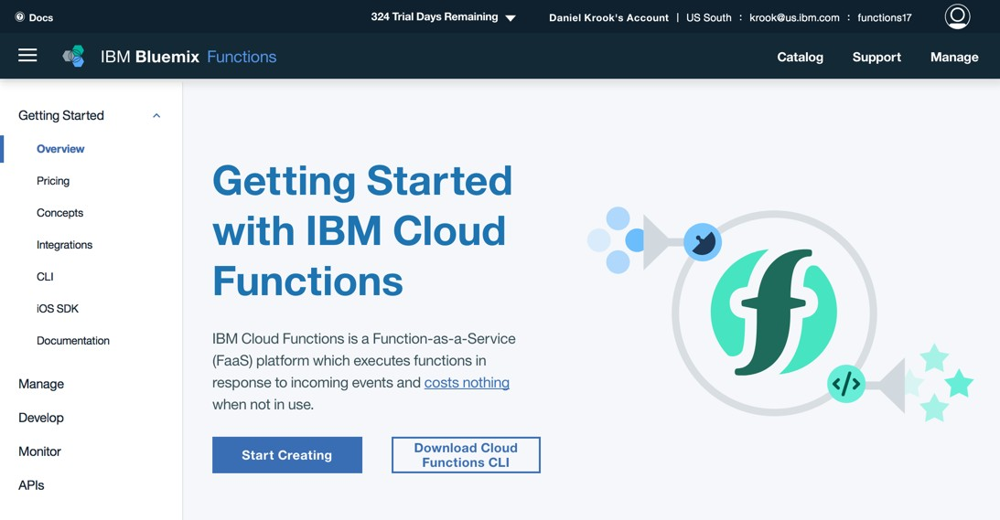 Docs
324 Trial Days Remaining
Daniel Krook's Account | US South : krook@us.ibm.com : functions17
IBM Bluemix Functions
Catalog Support Manage
Getting Started
Overview
Pricing
Concepts
Integrations
CLI
iOS SDK
Documentation
Manage
Develop
Monitor
APIs
Getting Started
with IBM Cloud
Functions
IBM Cloud Functions is a Function-as-a-Service
(FaaS) platform which executes functions in
response to incoming events and costs nothing
when not in use.
Start Creating
Download Cloud
Functions CLI
f
</>